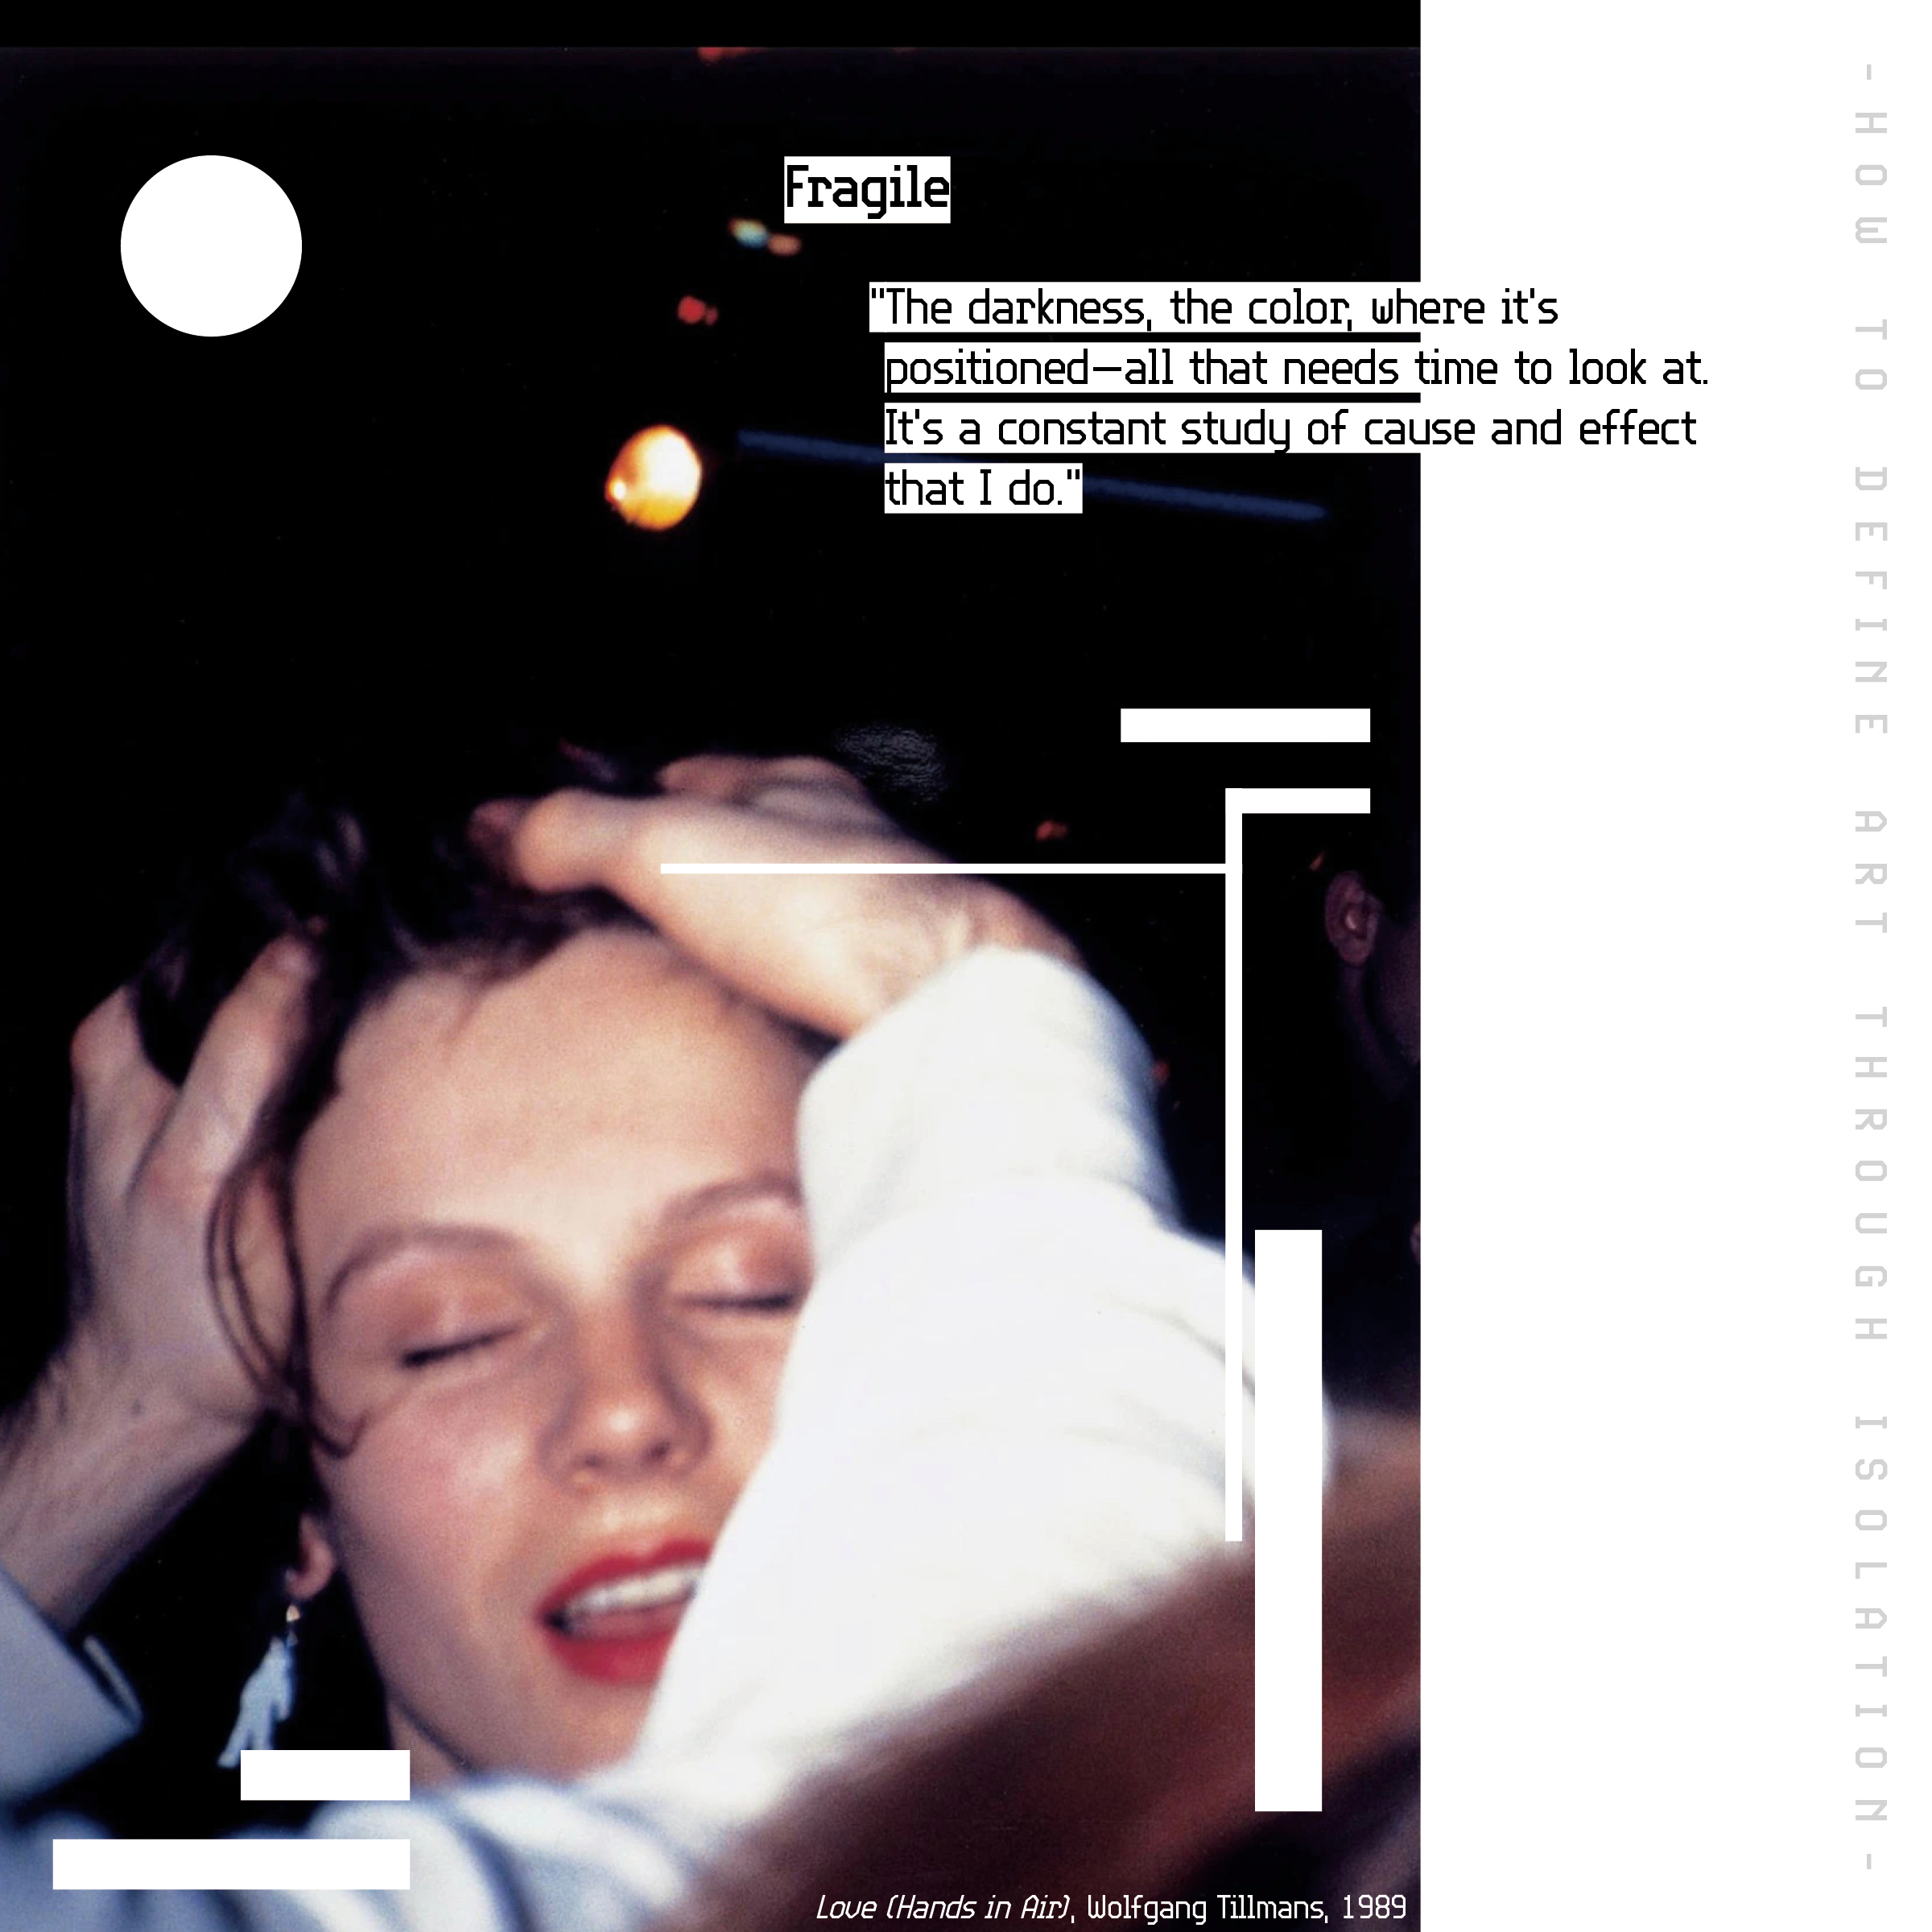 Fragile
"The darkness, the color, where it's
positioned—all that needs time to look at.
It's a constant study of cause and effect
that I do."
Love (Hands in Air), Wolfgang Tillmans, 1989
- HOW TO DEFINE ART THROUGH ISOLATION -